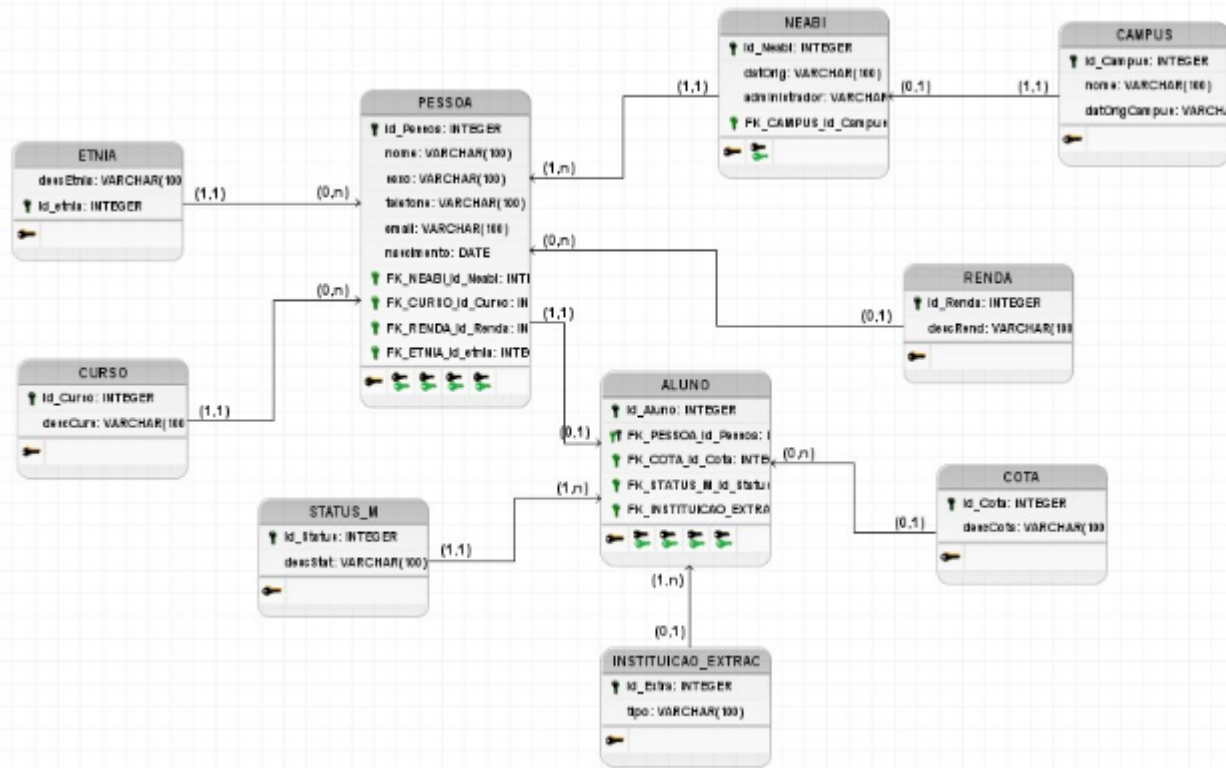 NEABI
Id_Neabi: INTEGER
datOrig: VARCHAR(100)
administrador: VARCHAR
FK_CAMPUS_Id_Campus
CAMPUS
Id_Campus: INTEGER
nome: VARCHAR(100)
datOrigCampus: VARCHA
(1,1)
(0,1)
(1,1)
PESSOA
Id_Pessoa: INTEGER
nome: VARCHAR(100)
sexo: VARCHAR(100)
telefone: VARCHAR(100)
email: VARCHAR(100)
nascimento: DATE
FK_NEABI_Id_Neabi: INTE
FK_CURSO_Id_Curso: IN
FK_RENDA_Id_Renda: IN
FK_ETNIA_Id_etnia: INTE
(1,n)
ETNIA
descEtnia: VARCHAR(100
Id_etnia: INTEGER
(1,1)
(0,n)
(0,n)
RENDA
Id_Renda: INTEGER
descRend: VARCHAR(100
(0,1)
(0,n)
(1,1)
CURSO
Id_Curso: INTEGER
descCurs: VARCHAR(100
(1,1)
ALUNO
Id_Aluno: INTEGER
FK_PESSOA_Id_Pessoa: I
FK_COTA_Id_Cota: INTE
FK_STATUS_M_Id_Status
FK_INSTITUICAO_EXTRA
(0,1)
(0,n)
(1,n)
COTA
Id_Cota: INTEGER
descCota: VARCHAR(100
(0,1)
STATUS_M
Id_Status: INTEGER
descStat: VARCHAR(100)
(1,1)
(1,n)
(0,1)
INSTITUICAO_EXTRAC
Id_Extra: INTEGER
tipo: VARCHAR(100)